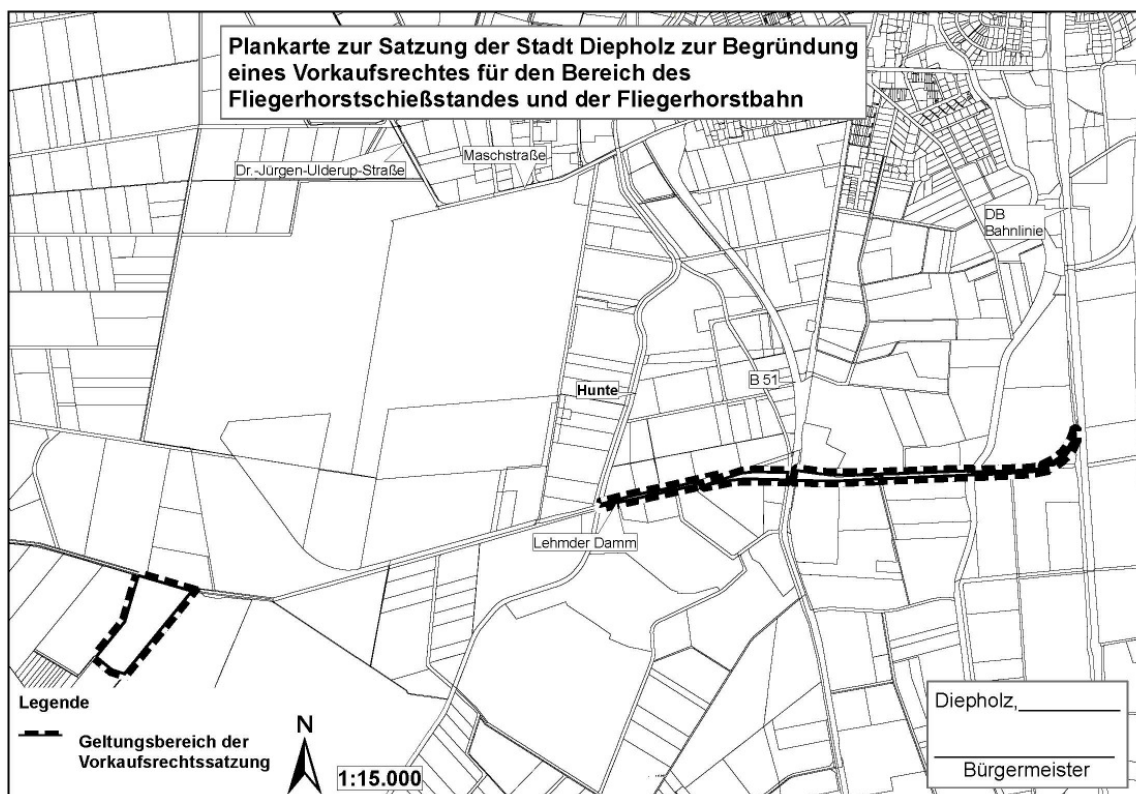 Plankarte zur Satzung der Stadt Diepholz zur Begründung
eines Vorkaufsrechtes für den Bereich des
Fliegerhorstschießstandes und der Fliegerhorstbahn
Maschstraße
Dr.-Jürgen-Ulderup-Straße
DB
Bahnlinie
B 51
Hunte
Lehmder Damm
Legende
Geltungsbereich der
Vorkaufsrechtssatzung
N
1:15.000
Diepholz,
Bürgermeister